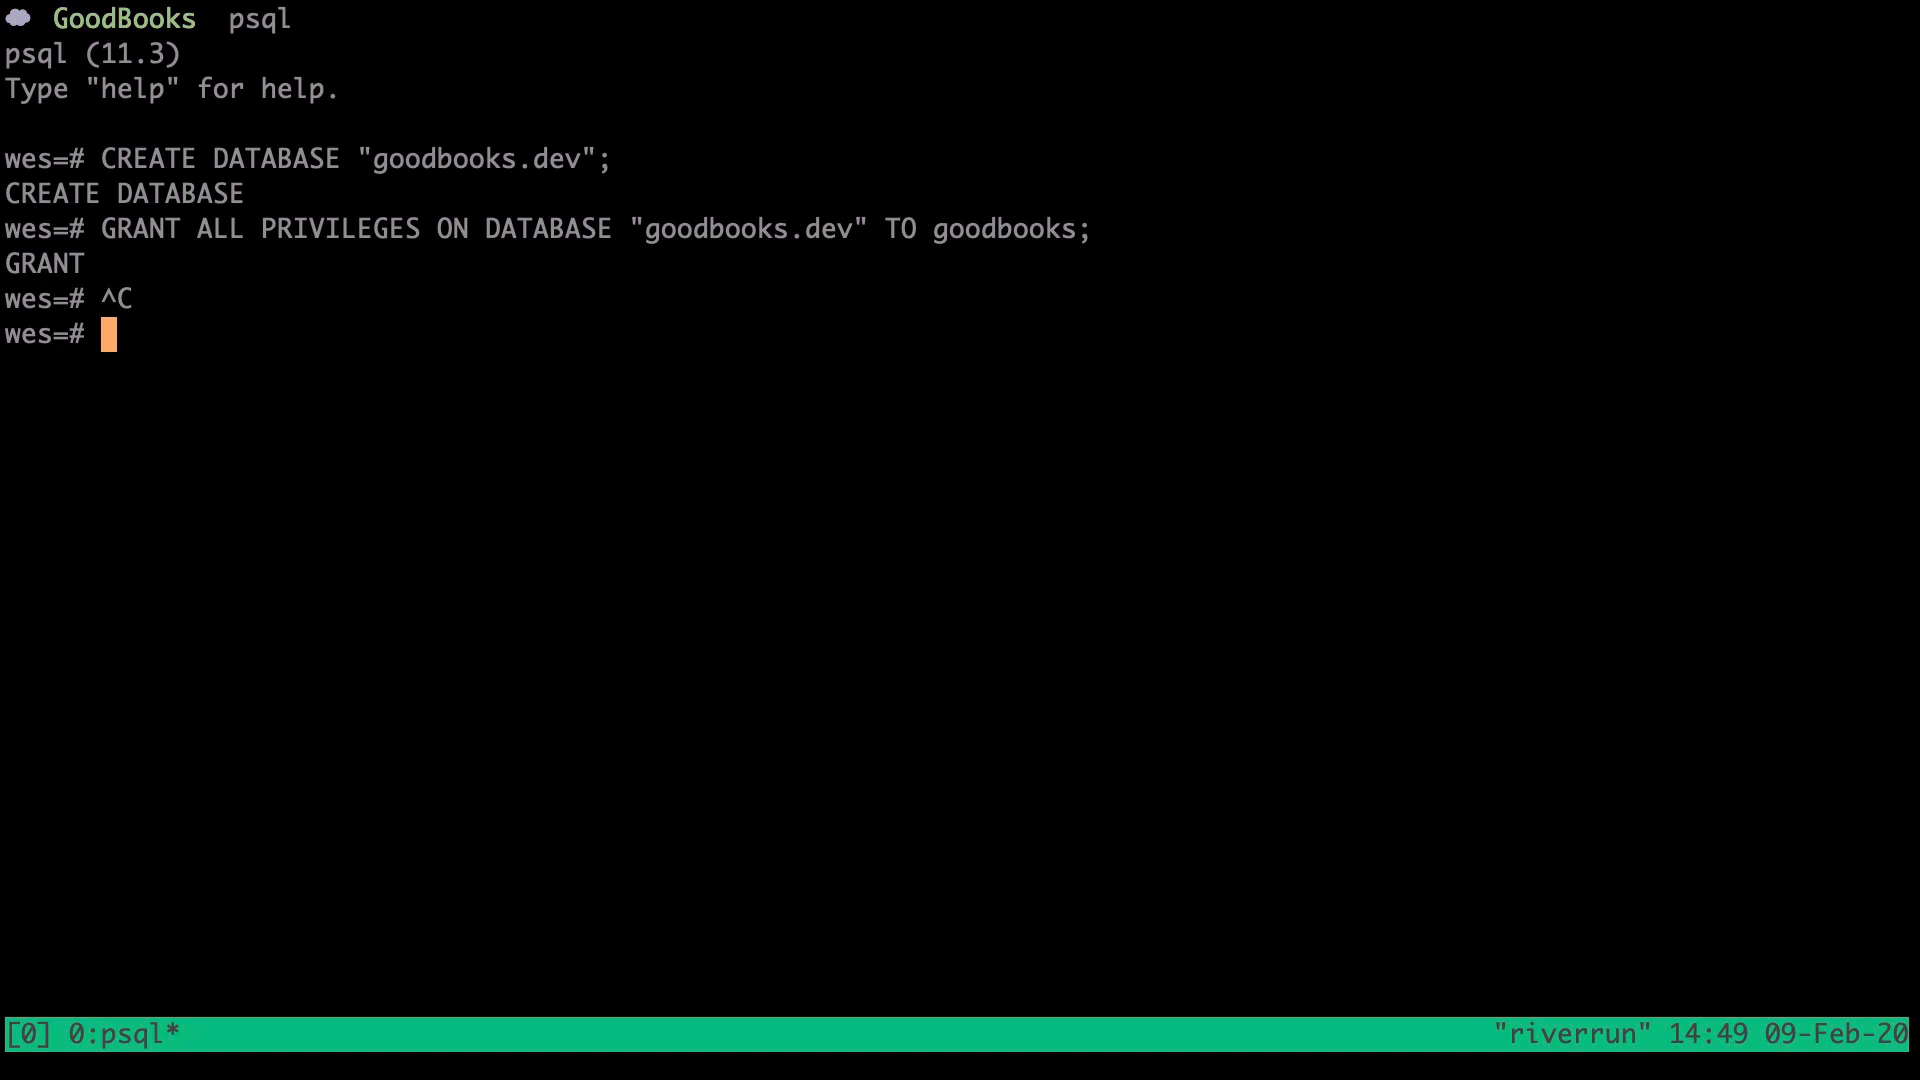 GoodBooks psql
psql (11.3)
Type "help" for help.
wes=# CREATE DATABASE "goodbooks.dev";
CREATE DATABASE
wes=# GRANT ALL PRIVILEGES ON DATABASE "goodbooks.dev" TO goodbooks;
GRANT
wes=# ^C
wes=#
[0] 0:psql* "riverrun" 14:49 09-Feb-20